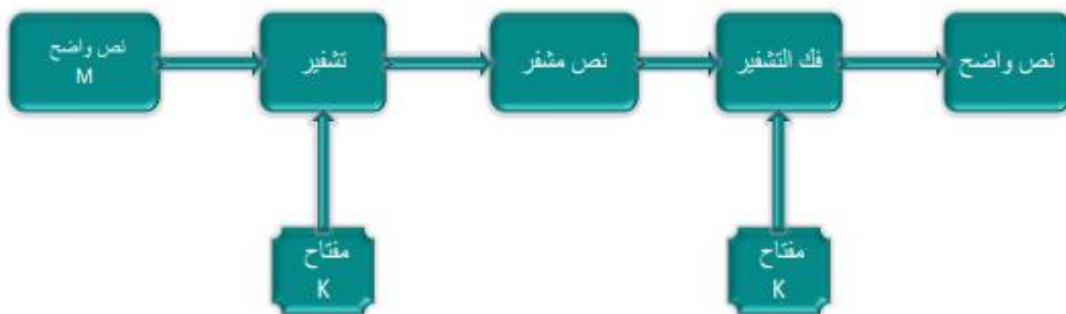 نص واضح
M
تشفير
نص مشفر
فك التشفير
نص واضح
مفتاح
K
مفتاح
K